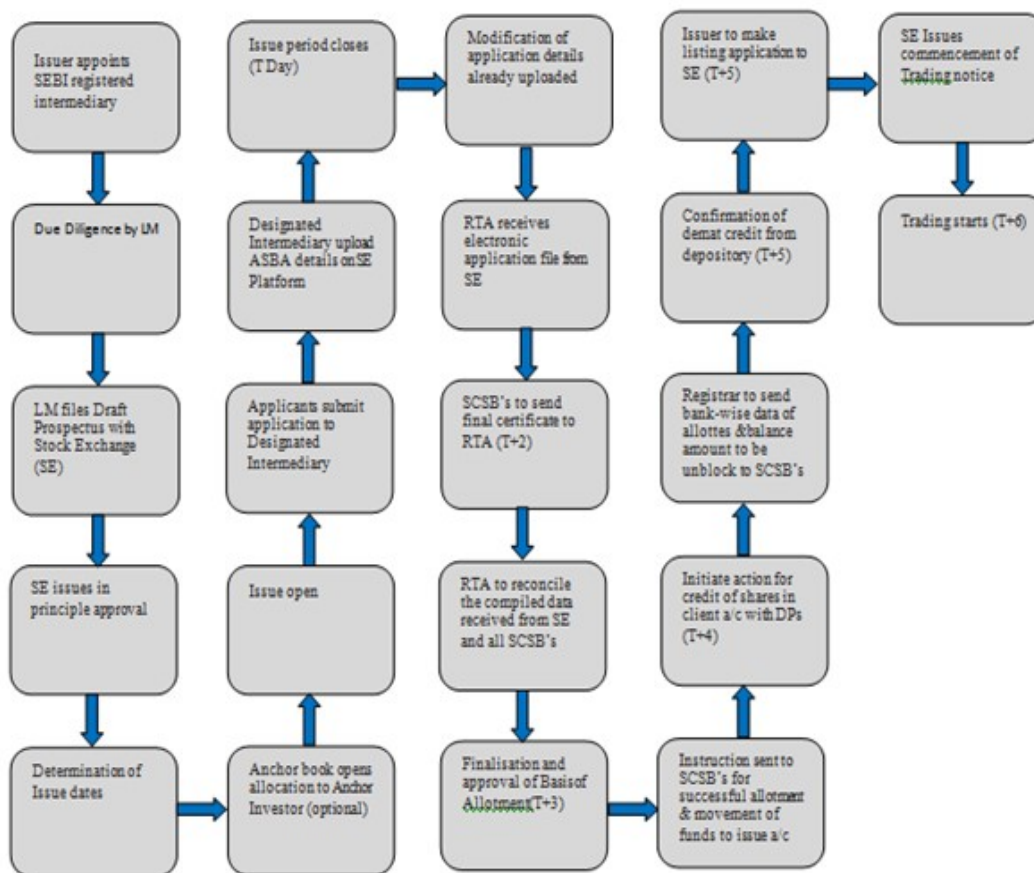 Issuer appoints
SEBI registered
intermediary
Due Diligence by LM
LM files Draft
Prospectus with
Stock Exchange
(SE)
SE issues in
principle approval
Determination of
Issue dates
Anchor book opens
allocation to Anchor
Investor (optional)
Issue open
Applicants submit
application to
Designated
Intermediary
Designated
Intermediary upload
ASBA details onSE
Platform
Issue period closes
(T Day)
Modification of
application details
already uploaded
RTA receives
electronic
application file from
SE
SCSB's to send
final certificate to
RTA (T+2)
RTA to reconcile
the compiled data
received from SE
and all SCSB's
Finalisation and
approval of Basisof
Allotment(T+3)
Instruction sent to
SCSB's for
successful allotment
& movement of
funds to issue a/c
Initiate action for
credit of shares in
client a/c with DPs
(T+4)
Registrar to send
bank-wise data of
allottes &balance
amount to be
unblock to SCSB's
Confirmation of
demat credit from
depository (T+5)
Issuer to make
listing application to
SE (T+5)
SE Issues
commencement of
Trading notice
Trading starts (T+6)